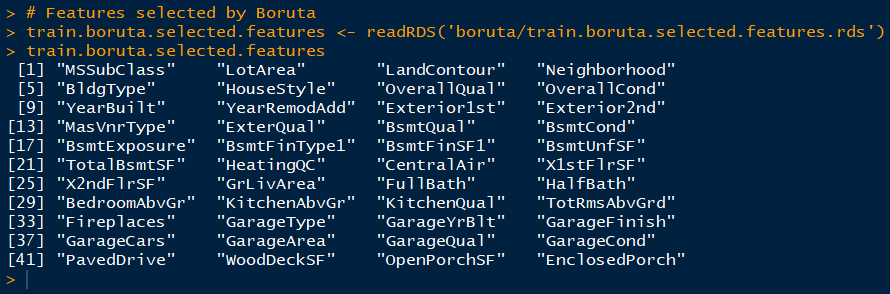 > # Features selected by Boruta
> train.boruta.selected.features <- readRDS('boruta/train.boruta.selected.features.rds')
> train.boruta.selected.features
[1] "MSSubClass" "LotArea" "LandContour" "Neighborhood"
[5] "BldgType" "HouseStyle" "OverallQual" "OverallCond"
[9] "YearBuilt" "YearRemodAdd" "Exterior1st" "Exterior2nd"
[13] "MasVnrType" "ExterQual" "BsmtQual" "BsmtCond"
[17] "BsmtExposure" "BsmtFinType1" "BsmtFinSF1" "BsmtUnfSF"
[21] "TotalBsmtSF" "HeatingQC" "CentralAir" "X1stFlrSF"
[25] "X2ndFlrSF" "GrLivArea" "FullBath" "HalfBath"
[29] "BedroomAbvGr" "KitchenAbvGr" "KitchenQual" "TotRmsAbvGrd"
[33] "Fireplaces" "GarageType" "GarageYrBlt" "GarageFinish"
[37] "GarageCars" "GarageArea" "GarageQual" "GarageCond"
[41] "PavedDrive" "WoodDeckSF" "OpenPorchSF" "EnclosedPorch"
>